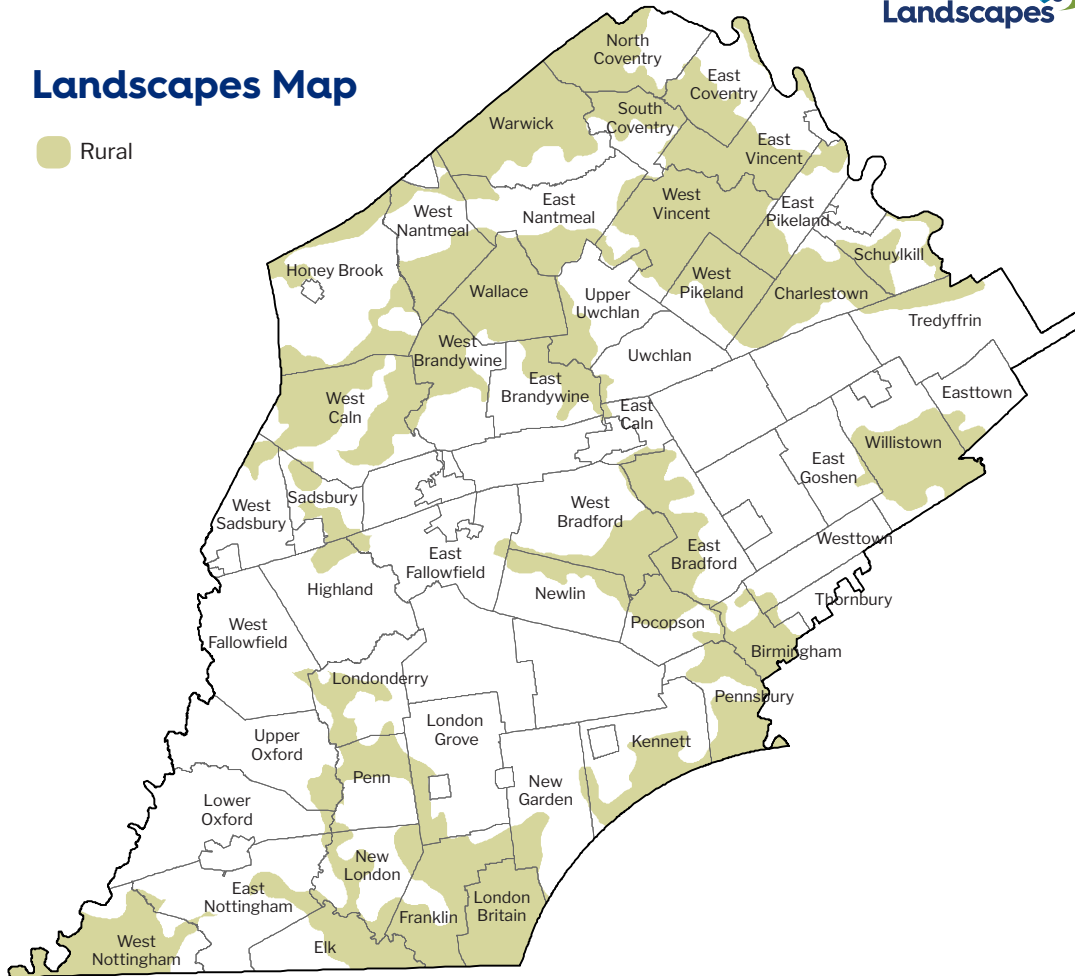 Landscapes
Landscapes Map
Rural
North
Coventry
East
Coventry
South
Coventry
Warwick
East
Vincent
West
Vincent
East
Nantmeal
West
Nantmeal
East
Pikeland
Schuylkill
Honey Brook
Wallace
West
Pikeland
Charlestown
Upper
Uwchlan
Tredyffrin
Uwchlan
West
Brandywine
East
Brandywine
Easttown
West
Caln
East
Caln
Willistown
East
Goshen
Sadsbury
West
Sadsbury
West
Bradford
Westtown
East
Bradford
East
Fallowfield
Highland
Newlin
Thornbury
Pocopson
West
Fallowfield
Birmingham
Londonderry
Pennsbury
London
Grove
Upper
Oxford
Kennett
Penn
New
Garden
Lower
Oxford
New
London
East
Nottingham
London
Britain
Franklin
West
Nottingham
Elk